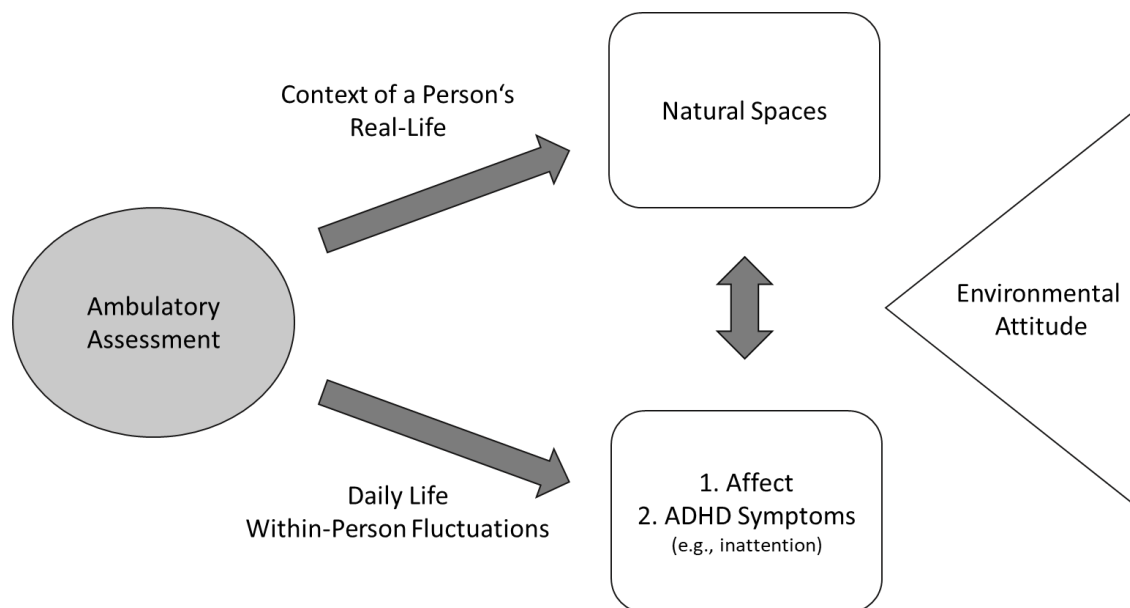 Context of a Person‘s
Real-Life
Natural Spaces
Ambulatory
Assessment
Environmental
Attitude
Daily Life
Within-Person Fluctuations
1. Affect
2. ADHD Symptoms
(e.g., inattention)